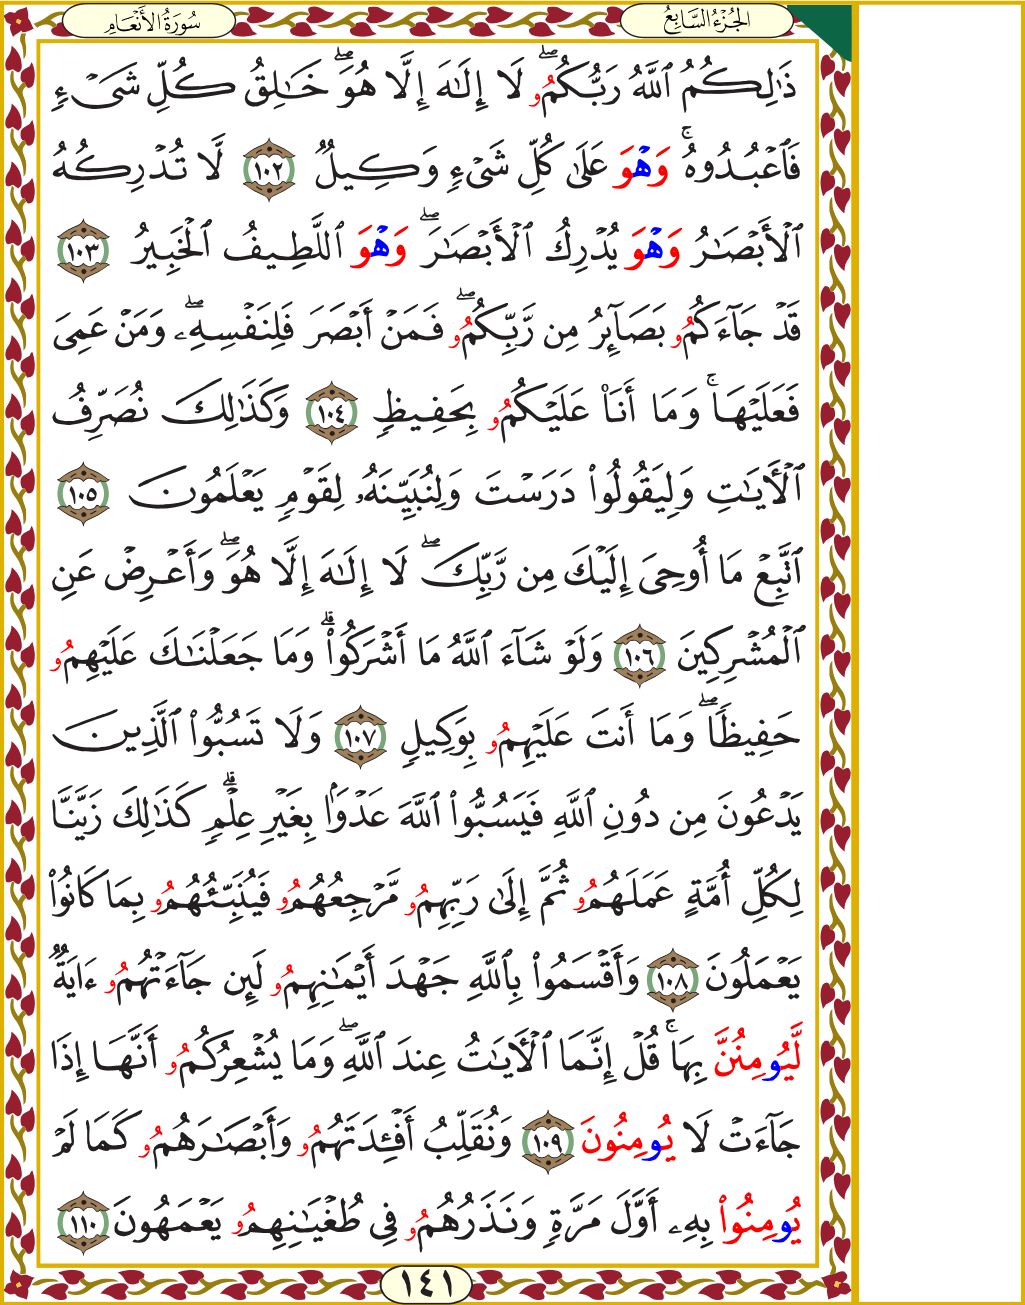 الجُزْءُ السَّابِعُ
سُورَةُ الأَنْعَامِ
ذَٰلِكُمُ ٱللَّهُ رَبُّكُمُۥۖ لَا إِلَٰهَ إِلَّا هُوَۖ خَٰلِقُ كُلِّ شَىْءٍ
فَٱعْبُدُوهُۚ وَهْوَ عَلَىٰ كُلِّ شَىْءٍ وَكِيلٌ ١٠٢ لَّا تُدْرِكُهُ
ٱلْأَبْصَٰرُ وَهْوَ يُدْرِكُ ٱلْأَبْصَٰرَۖ وَهْوَ ٱللَّطِيفُ ٱلْخَبِيرُ ١٠٣
قَدْ جَآءَكُمُۥ بَصَآئِرُ مِن رَّبِّكُمُۥۖ فَمَنْ أَبْصَرَ فَلِنَفْسِهِۦۖ وَمَنْ عَمِىَ
فَعَلَيْهَاۚ وَمَا أَنَا۠ عَلَيْكُمُۥ بِحَفِيظٍ ١٠٤ وَكَذَٰلِكَ نُصَرِّفُ
ٱلْأَيَٰتِ وَلِيَقُولُوا۟ دَرَسْتَ وَلِنُبَيِّنَهُۥ لِقَوْمٍ يَعْلَمُونَ ١٠٥
ٱتَّبِعْ مَا أُوحِىَ إِلَيْكَ مِن رَّبِّكَۖ لَا إِلَٰهَ إِلَّا هُوَۖ وَأَعْرِضْ عَنِ
ٱلْمُشْرِكِينَ ١٠٦ وَلَوْ شَآءَ ٱللَّهُ مَا أَشْرَكُوا۟ۗ وَمَا جَعَلْنَٰكَ عَلَيْهِمُۥ
حَفِيظًاۖ وَمَا أَنتَ عَلَيْهِمُۥ بِوَكِيلٍ ١٠٧ وَلَا تَسُبُّوا۟ ٱلَّذِينَ
يَدْعُونَ مِن دُونِ ٱللَّهِ فَيَسُبُّوا۟ ٱللَّهَ عَدْوًۢا بِغَيْرِ عِلْمٍۗ كَذَٰلِكَ زَيَّنَّا
لِكُلِّ أُمَّةٍ عَمَلَهُمُۥ ثُمَّ إِلَىٰ رَبِّهِمُۥ مَّرْجِعُهُمُۥ فَيُنَبِّئُهُمُۥ بِمَا كَانُوا۟
يَعْمَلُونَ ١٠٨ وَأَقْسَمُوا۟ بِٱللَّهِ جَهْدَ أَيْمَٰنِهِمُۥ لَئِن جَآءَتْهُمُۥ ءَايَةٌ
لَّيُومِنُنَّ بِهَاۚ قُلْ إِنَّمَا ٱلْأَيَٰتُ عِندَ ٱللَّهِۖ وَمَا يُشْعِرُكُمُۥ أَنَّهَا إِذَا
جَآءَتْ لَا يُومِنُونَ ١٠٩ وَنُقَلِّبُ أَفْـِٔدَتَهُمُۥ وَأَبْصَٰرَهُمُۥ كَمَا لَمْ
يُومِنُوا۟ بِهِۦ أَوَّلَ مَرَّةٍ وَنَذَرُهُمُۥ فِى طُغْيَٰنِهِمُۥ يَعْمَهُونَ ١١٠
١٤١